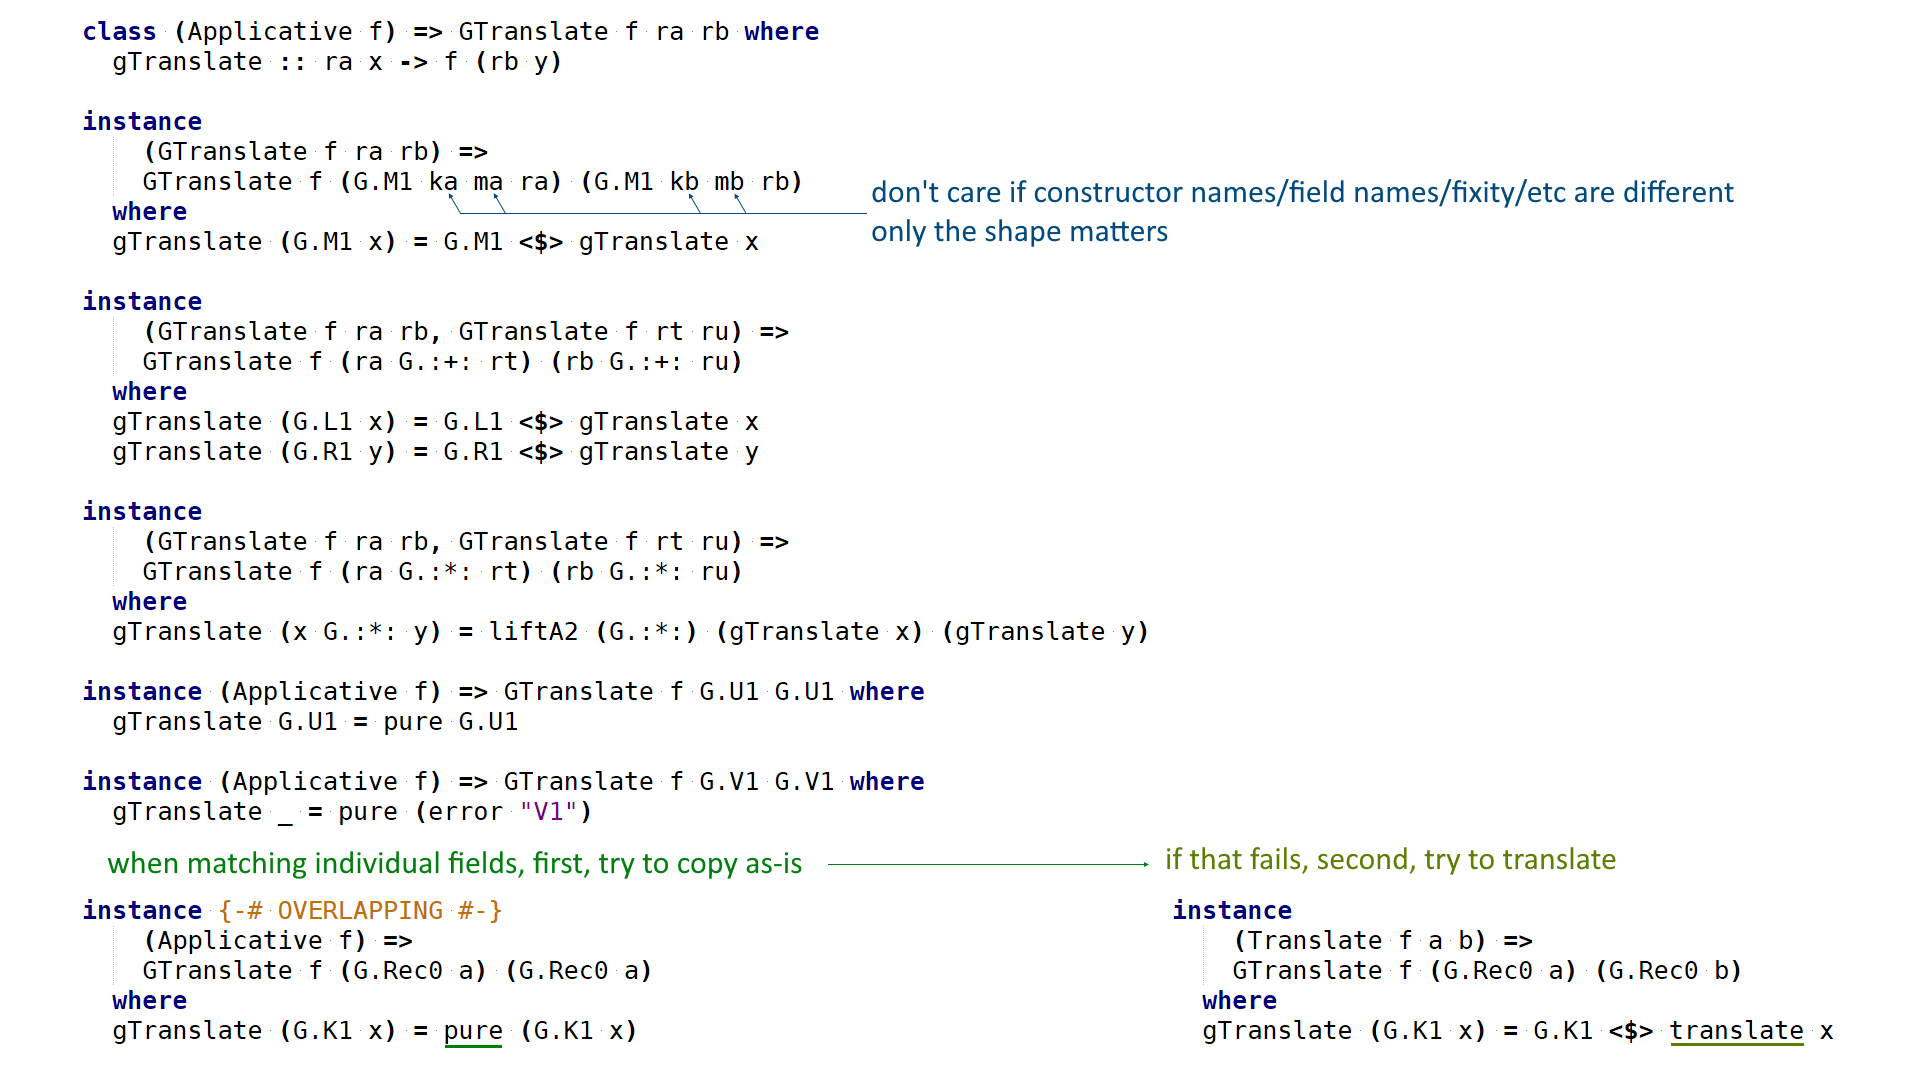 class (Applicative f) => GTranslate f ra rb where
  gTranslate :: ra x -> f (rb y)
instance
    (GTranslate f ra rb) =>
    GTranslate f (G.M1 ka ma ra) (G.M1 kb mb rb)
  where
  gTranslate (G.M1 x) = G.M1 <$> gTranslate x
don't care if constructor names/field names/fixity/etc are different
only the shape matters
instance
    (GTranslate f ra rb, GTranslate f rt ru) =>
    GTranslate f (ra G.:+: rt) (rb G.:+: ru)
  where
  gTranslate (G.L1 x) = G.L1 <$> gTranslate x
  gTranslate (G.R1 y) = G.R1 <$> gTranslate y
instance
    (GTranslate f ra rb, GTranslate f rt ru) =>
    GTranslate f (ra G.:*: rt) (rb G.:*: ru)
  where
  gTranslate (x G.:*: y) = liftA2 (G.:*:) (gTranslate x) (gTranslate y)
instance (Applicative f) => GTranslate f G.U1 G.U1 where
  gTranslate G.U1 = pure G.U1
instance (Applicative f) => GTranslate f G.V1 G.V1 where
  gTranslate _ = pure (error "V1")
when matching individual fields, first, try to copy as-is
instance {-# OVERLAPPING #-}
    (Applicative f) =>
    GTranslate f (G.Rec0 a) (G.Rec0 a)
  where
  gTranslate (G.K1 x) = pure (G.K1 x)
if that fails, second, try to translate
instance
    (Translate f a b) =>
    GTranslate f (G.Rec0 a) (G.Rec0 b)
  where
  gTranslate (G.K1 x) = G.K1 <$> translate x